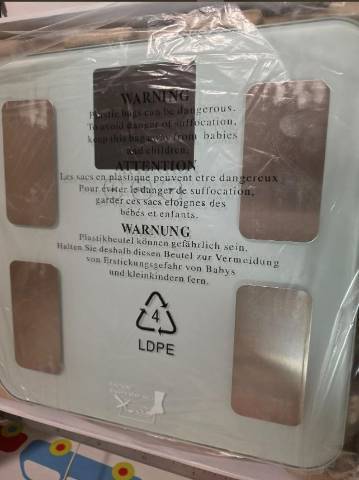 WARNING
Plastic bags can be dangerous.
To avoid danger of suffocation,
keep this bag away from babies
and children.
ATTENTION
Les sacs en plastique peuvent etre dangereux
Pour éviter le danger de suffocation,
garder ces sacs eloignes des
bébés et enfants.
WARNUNG
Plastikbeutel können gefährlich sein.
Halten Sie deshalb diesen Beutel zur Vermeidung
von Erstickungsgefahr von Babys
und kleinkindern fern.
4
LDPE